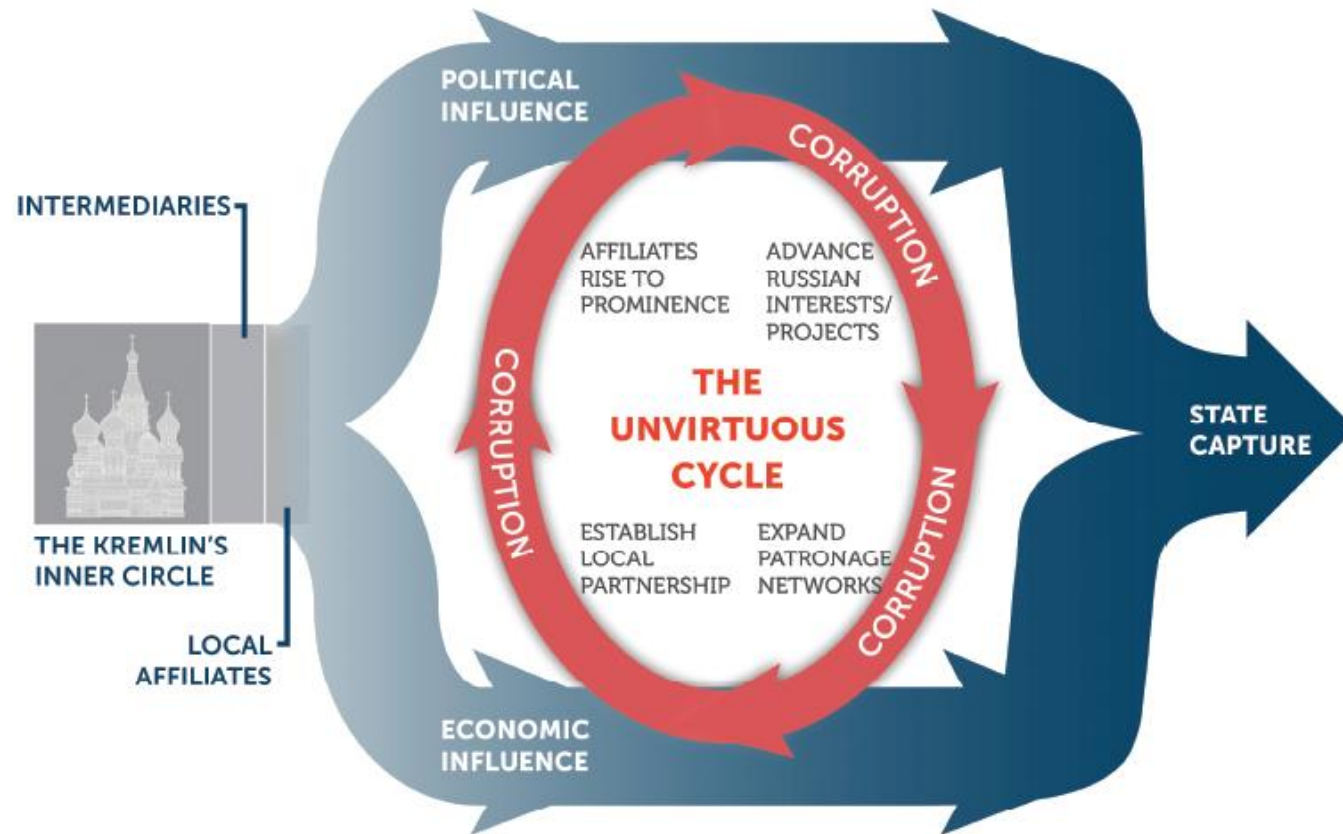 POLITICAL
INFLUENCE
CORRUPTION
INTERMEDIARIES
AFFILIATES
RISE TO
PROMINENCE
ADVANCE
RUSSIAN
INTERESTS/
PROJECTS
CORRUPTION
THE
UNVIRTUOUS
CYCLE
STATE
CAPTURE
THE KREMLIN'S
INNER CIRCLE
ESTABLISH
LOCAL
PARTNERSHIP
EXPAND
PATRONAGE
NETWORKS
CORRUPTION
LOCAL
AFFILIATES
ECONOMIC
INFLUENCE